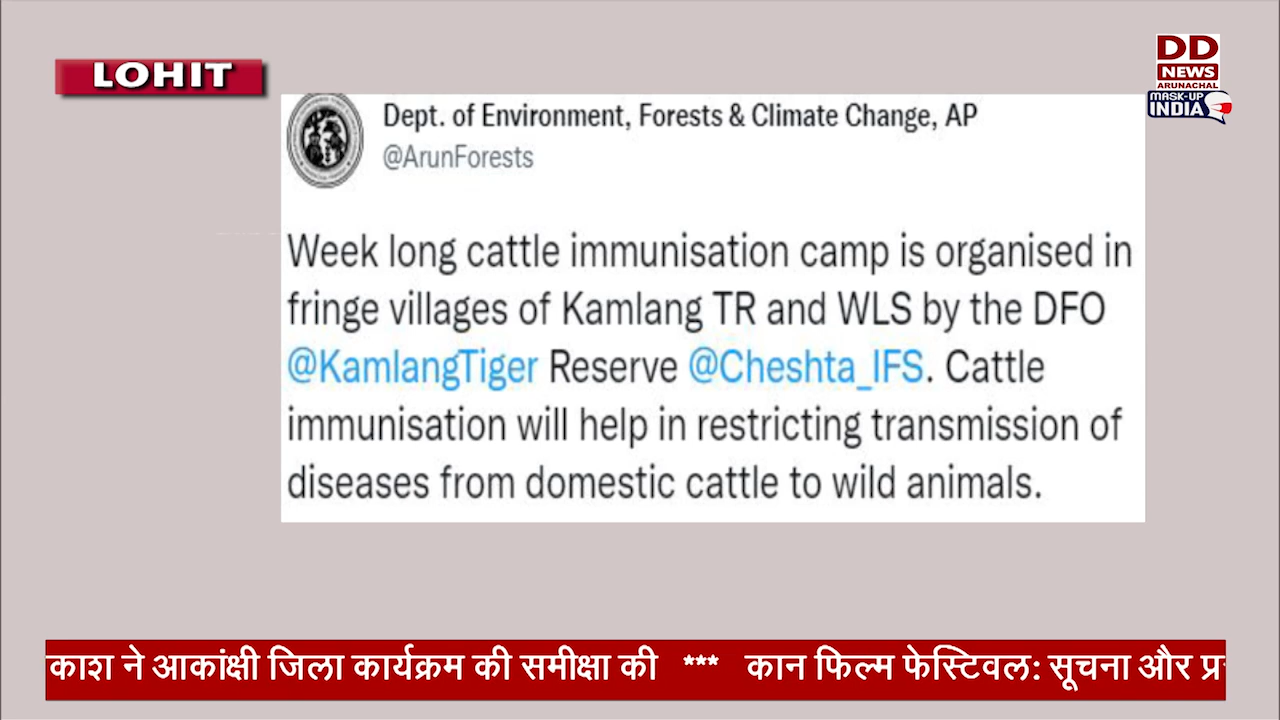 LOHIT
DD
NEWS
ARUNACHAL
MASK-UP
INDIA
Dept. of Environment, Forests & Climate Change, AP
@ArunForests
Week long cattle immunisation camp is organised in
fringe villages of Kamlang TR and WLS by the DFO
@KamlangTiger Reserve @Cheshta_IFS. Cattle
immunisation will help in restricting transmission of
diseases from domestic cattle to wild animals.
काश ने आकांक्षी जिला कार्यक्रम की समीक्षा की *** कान फिल्म फेस्टिवल: सूचना और